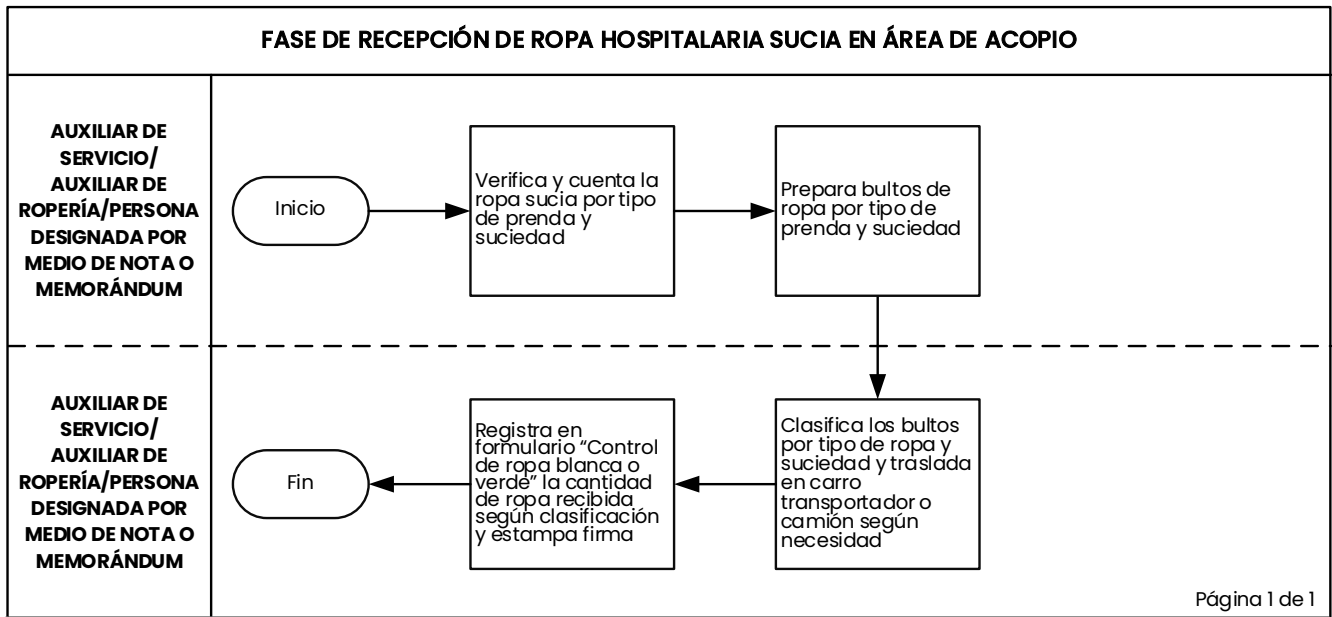 FASE DE RECEPCIÓN DE ROPA HOSPITALARIA SUCIA EN ÁREA DE ACOPIO
AUXILIAR DE
SERVICIO/
AUXILIAR DE
ROPERÍA/PERSONA
DESIGNADA POR
MEDIO DE NOTA O
MEMORÁNDUM
Inicio
Verifica y cuenta la
ropa sucia por tipo
de prenda y
suciedad
Prepara bultos de
ropa por tipo de
prenda y suciedad
AUXILIAR DE
SERVICIO/
AUXILIAR DE
ROPERÍA/PERSONA
DESIGNADA POR
MEDIO DE NOTA O
MEMORÁNDUM
Fin
Registra en
formulario “Control
de ropa blanca o
verde” la cantidad
de ropa recibida
según clasificación
y estampa firma
Clasifica los bultos
por tipo de ropa y
suciedad y traslada
en carro
transportador o
camión según
necesidad
Página 1 de 1